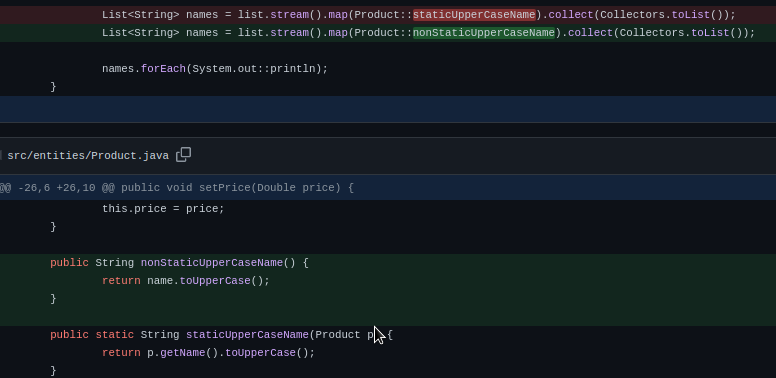 List<String> names = list.stream().map(Product::staticUpperCaseName).collect(Collectors.toList());
List<String> names = list.stream().map(Product::nonStaticUpperCaseName).collect(Collectors.toList());
names.forEach(System.out::println);
}
src/entities/Product.java
@@ -26,6 +26,10 @@ public void setPrice(Double price) {
this.price = price;
}
public String nonStaticUpperCaseName() {
return name.toUpperCase();
}
public static String staticUpperCaseName(Product p {
return p.getName().toUpperCase();
}